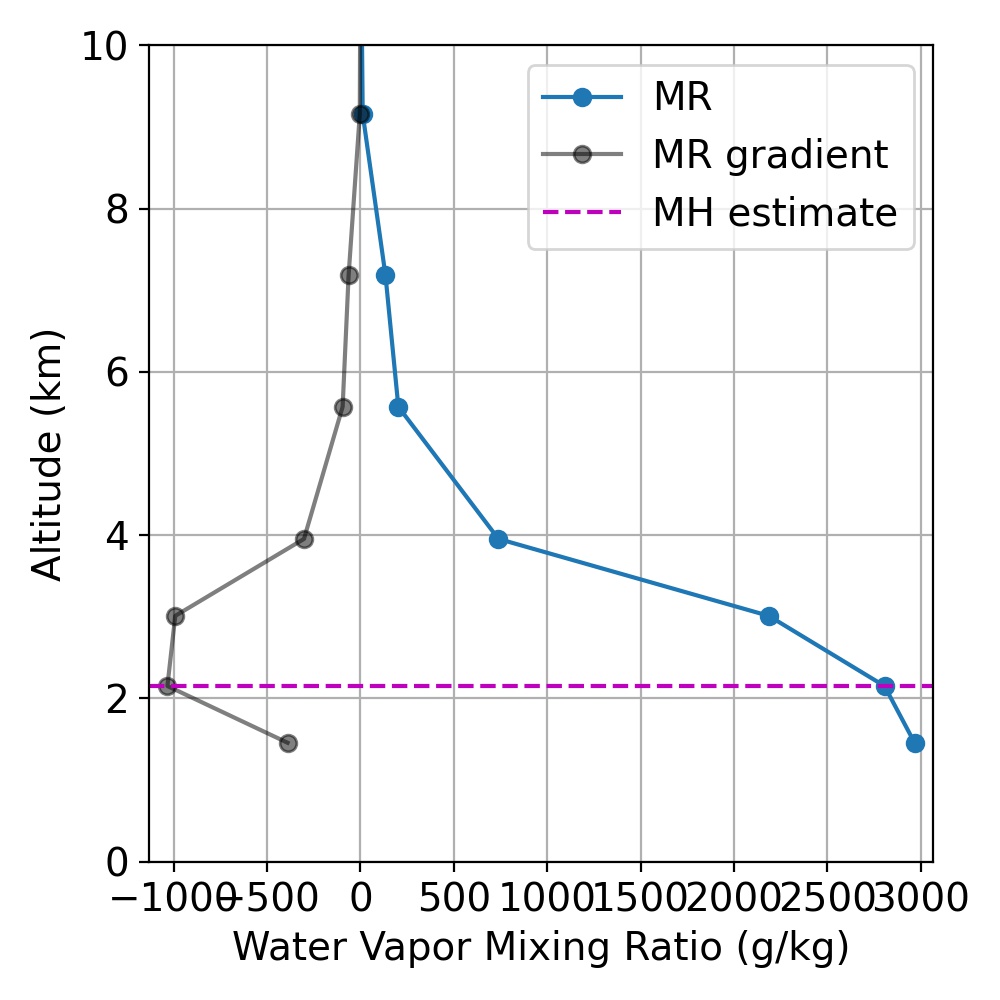 10
8
6
4
2
0
Altitude (km)
MR
MR gradient
MH estimate
−1000 −500 0 500 1000 1500 2000 2500 3000
Water Vapor Mixing Ratio (g/kg)